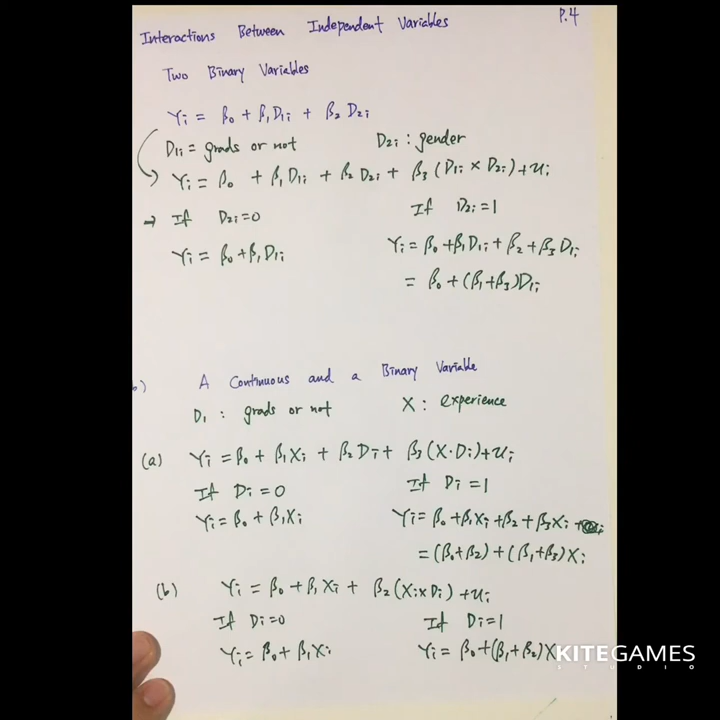 P.4
Interactions Between Independent Variables
Two Binary Variables
Yi = β0 + β1D1i + β2 D2i
D1i = grads or not D2i : gender
Yi = β0 + β1D1i + β2D2i + β3(D1i × D2i) + ui
→ If D2i = 0 If D2i = 1
Yi = β0 + β1D1i Yi = β0 + β1D1i + β2 + β3D1i
= β0 + (β1+β3)D1i
) A Continuous and a Binary Variable
D1 : grads or not X : experience
(a) Yi = β0 + β1Xi + β2Di + β3(X·Di) + ui
If Di = 0 If Di = 1
Yi = β0 + β1Xi Yi = β0 + β1Xi + β2 + β3Xi +
= (β0+β2) + (β1+β3)Xi
(b) Yi = β0 + β1Xi + β2(Xi×Di) + ui
If Di = 0 If Di = 1
Yi = β0 + β1Xi Yi = β0 + (β1+β2)X
KITEGAMES
STUDIO